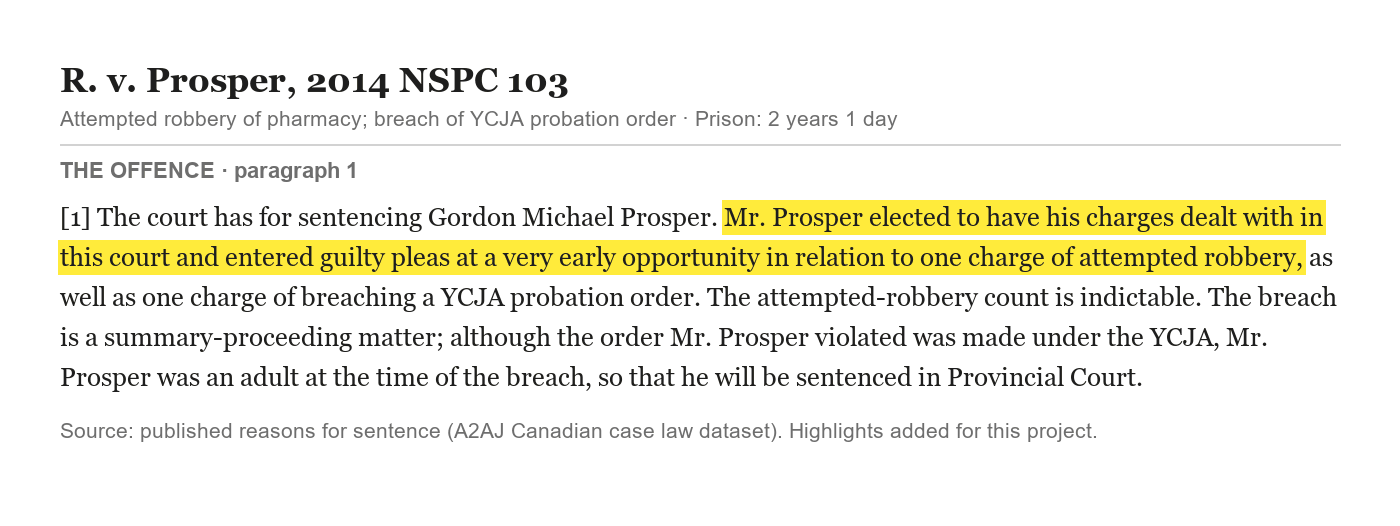 R. v. Prosper, 2014 NSPC 103
Attempted robbery of pharmacy; breach of YCJA probation order · Prison: 2 years 1 day
THE OFFENCE · paragraph 1
[1] The court has for sentencing Gordon Michael Prosper. Mr. Prosper elected to have his charges dealt with in
this court and entered guilty pleas at a very early opportunity in relation to one charge of attempted robbery, as
well as one charge of breaching a YCJA probation order. The attempted-robbery count is indictable. The breach
is a summary-proceeding matter; although the order Mr. Prosper violated was made under the YCJA, Mr.
Prosper was an adult at the time of the breach, so that he will be sentenced in Provincial Court.
Source: published reasons for sentence (A2AJ Canadian case law dataset). Highlights added for this project.